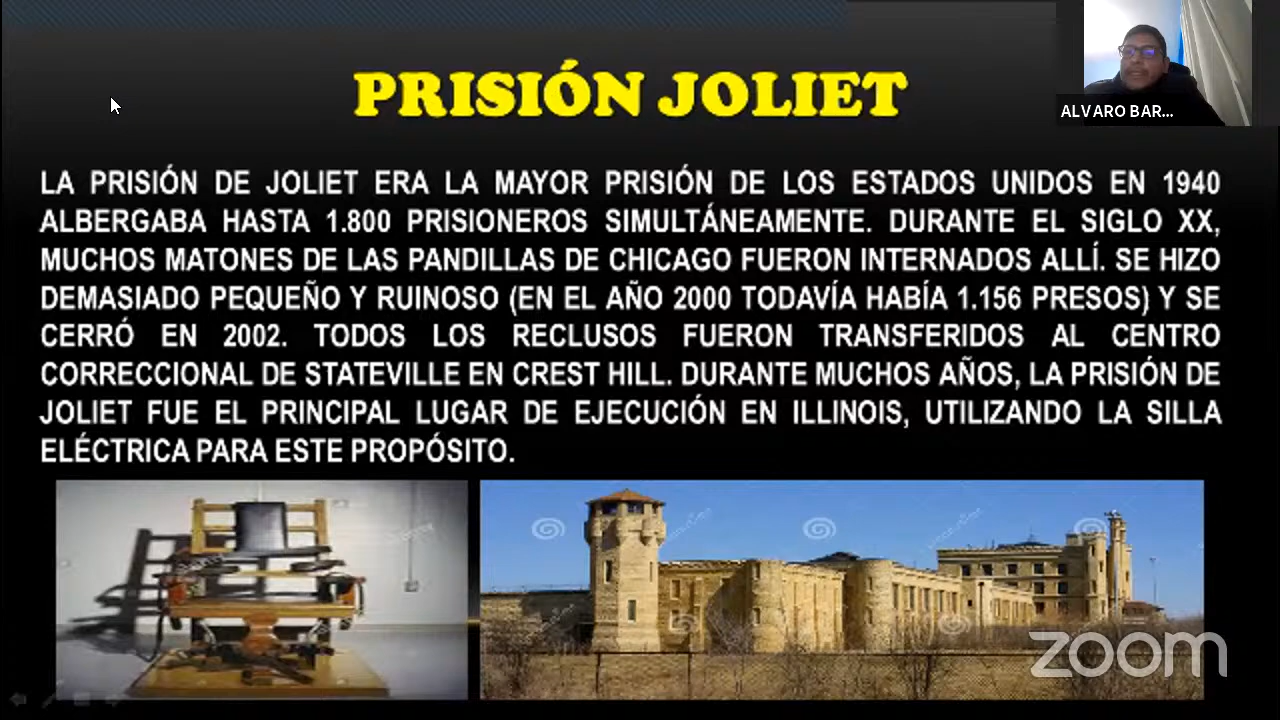 PRISIÓN JOLIET
ALVARO BAR...
LA PRISIÓN DE JOLIET ERA LA MAYOR PRISIÓN DE LOS ESTADOS UNIDOS EN 1940
ALBERGABA HASTA 1.800 PRISIONEROS SIMULTÁNEAMENTE. DURANTE EL SIGLO XX,
MUCHOS MATONES DE LAS PANDILLAS DE CHICAGO FUERON INTERNADOS ALLÍ. SE HIZO
DEMASIADO PEQUEÑO Y RUINOSO (EN EL AÑO 2000 TODAVÍA HABÍA 1.156 PRESOS) Y SE
CERRÓ EN 2002. TODOS LOS RECLUSOS FUERON TRANSFERIDOS AL CENTRO
CORRECCIONAL DE STATEVILLE EN CREST HILL. DURANTE MUCHOS AÑOS, LA PRISIÓN DE
JOLIET FUE EL PRINCIPAL LUGAR DE EJECUCIÓN EN ILLINOIS, UTILIZANDO LA SILLA
ELÉCTRICA PARA ESTE PROPÓSITO.
zoom